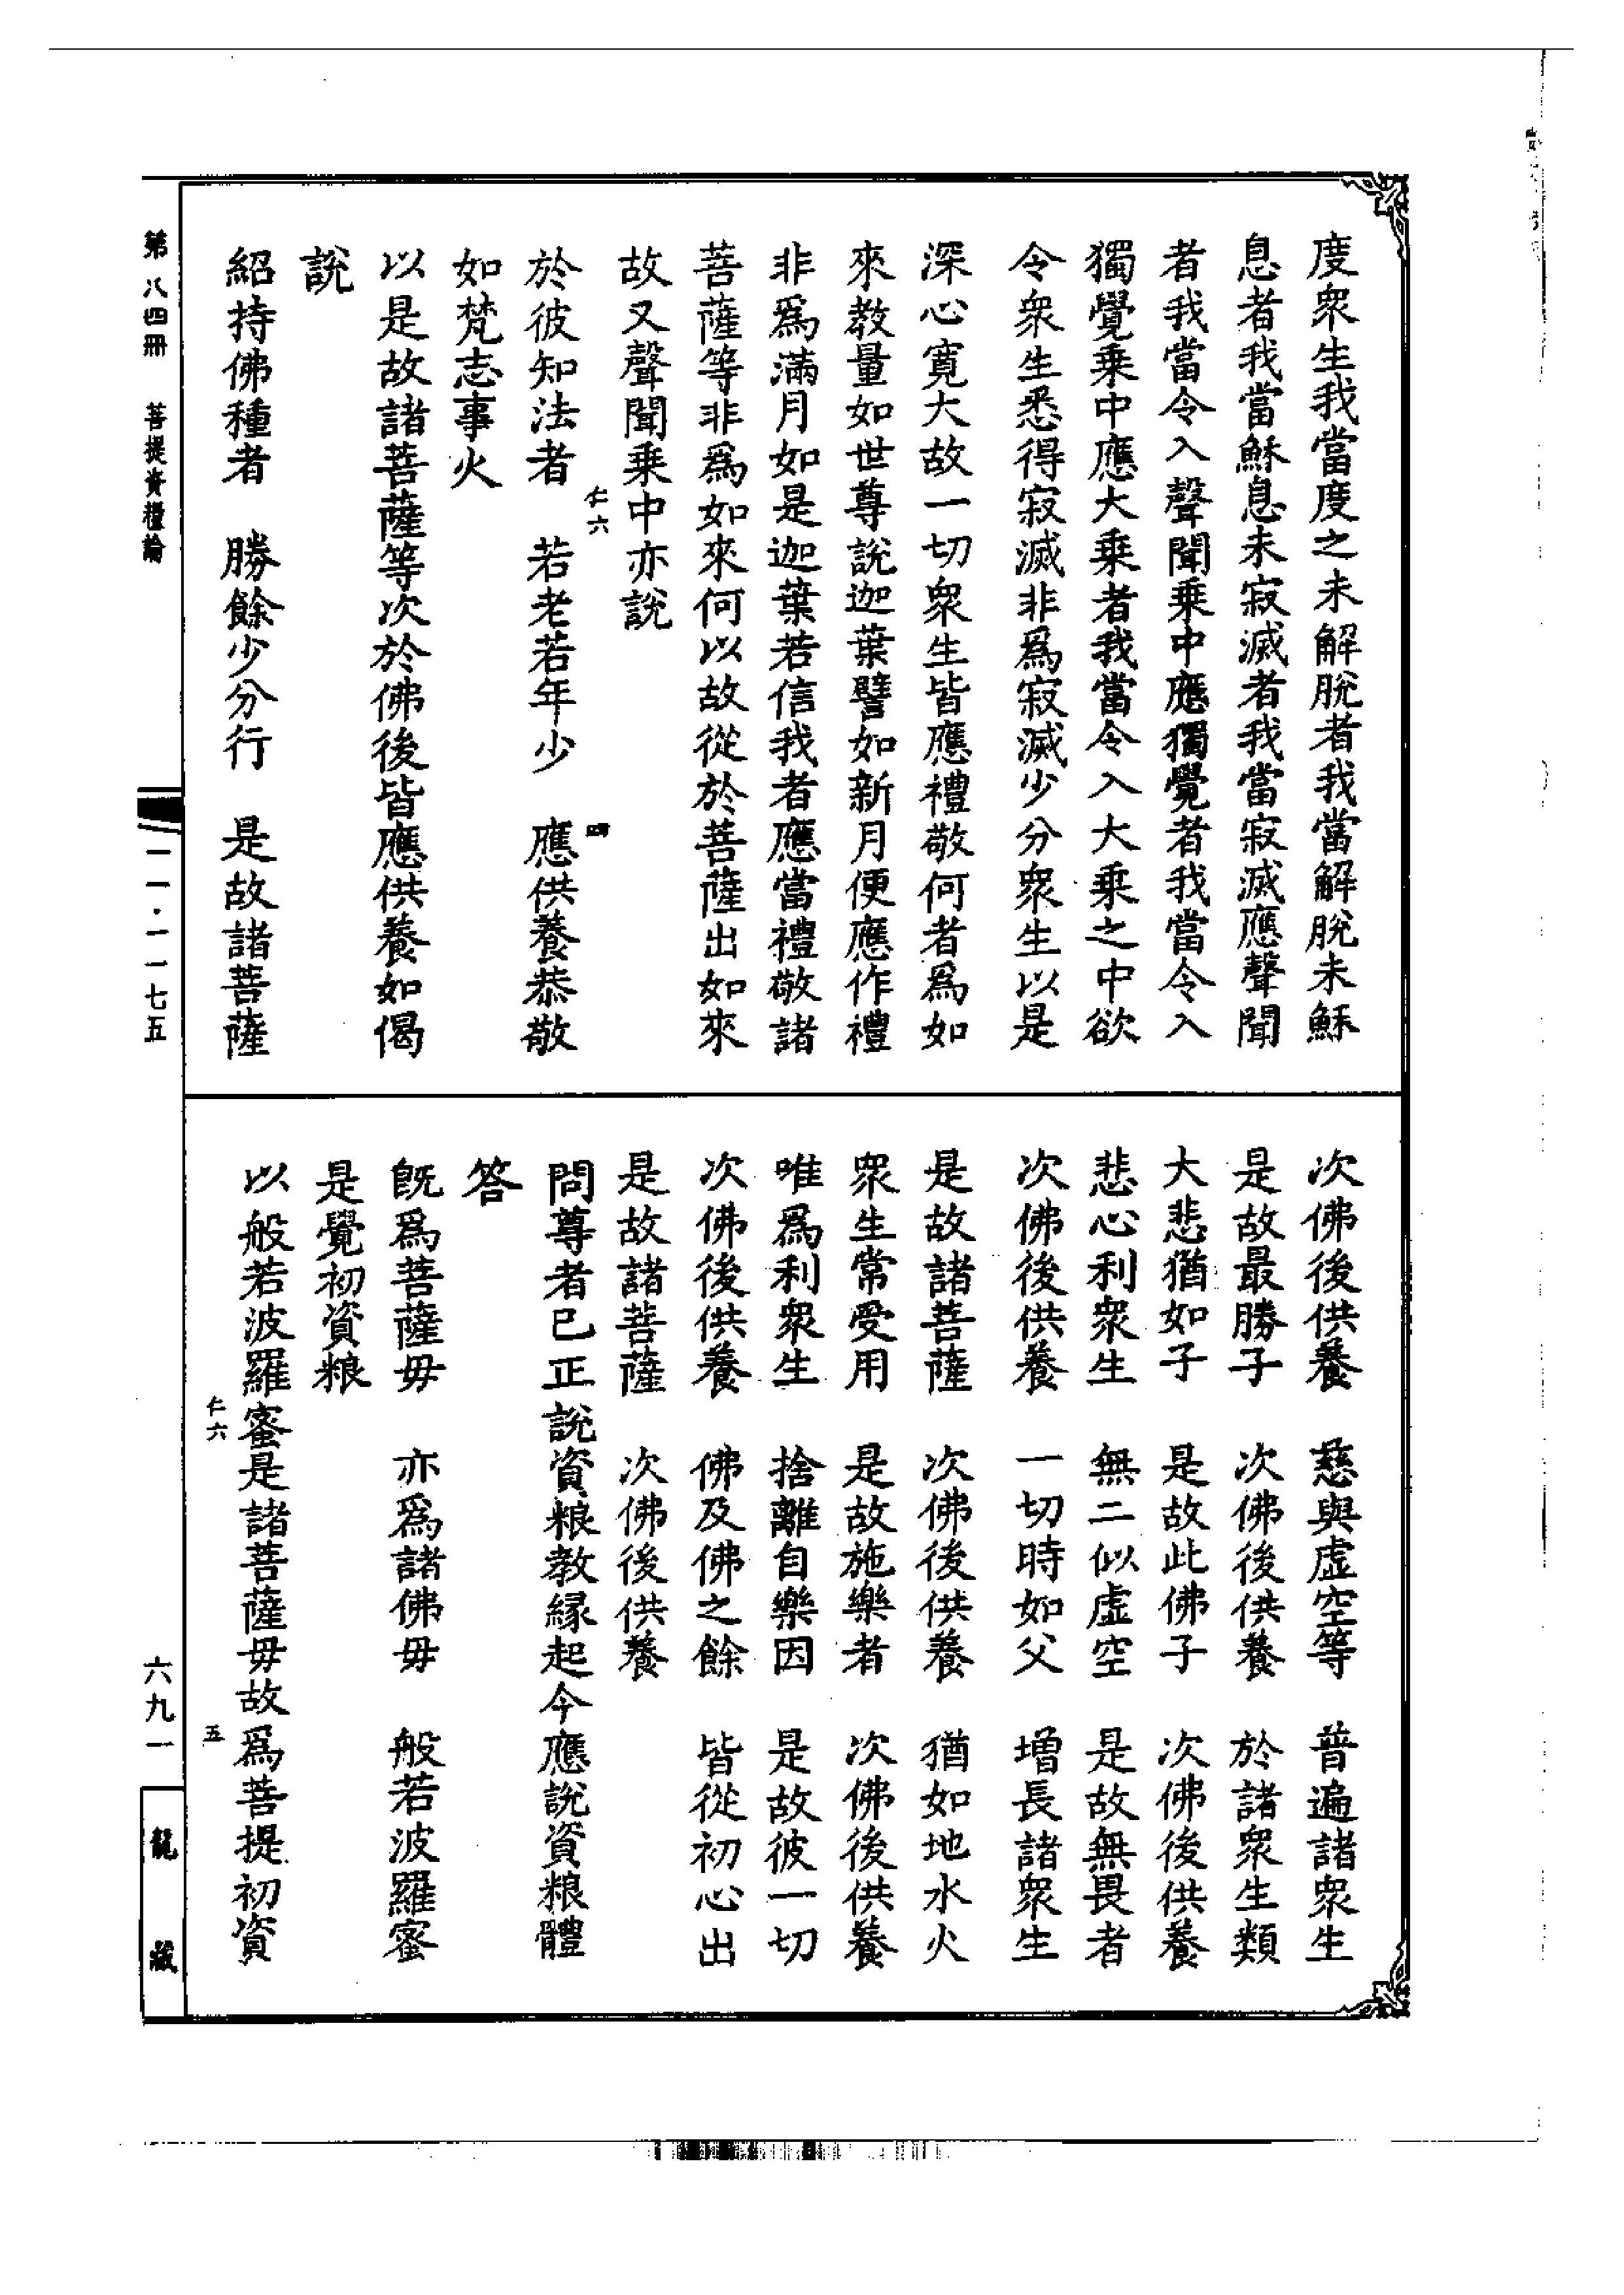 度衆生我當度之未解脫者我當解脫未穌
息者我當穌息未寂滅者我當寂滅應聲聞
者我當令入聲聞乗中應獨覺者我當令入
獨覺乗中應大乗者我當令入大乗之中欲
令衆生悉得寂滅非爲寂滅少分衆生以是
深心寛大故一切衆生皆應禮敬何者爲如
來教量如世尊說迦葉譬如新月便應作禮
非爲滿月如是迦葉若信我者應當禮敬諸
菩薩等非爲如來何以故從於菩薩出如來
故又聲聞乗中亦說
仁六 四
於彼知法者 若老若年少 應供養恭敬
如梵志事火
以是故諸菩薩等次於佛後皆應供養如偈
說
紹持佛種者 勝餘少分行 是故諸菩薩
次佛後供養 慈與虛空等 普遍諸衆生
是故最勝子 次佛後供養 於諸衆生類
大悲猶如子 是故此佛子 次佛後供養
悲心利衆生 無二似虛空 是故無畏者
次佛後供養 一切時如父 增長諸衆生
是故諸菩薩 次佛後供養 猶如地水火
衆生常受用 是故施樂者 次佛後供養
唯爲利衆生 捨離自樂因 是故彼一切
次佛後供養 佛及佛之餘 皆從初心出
是故諸菩薩 次佛後供養
問尊者已正說資粮教緣起今應說資粮體
答
旣爲菩薩毋 亦爲諸佛毋 般若波羅蜜
是覺初資粮
以般若波羅蜜是諸菩薩毋故爲菩提初資
仁六 五
第八四冊 菩提資糧論
一一·一一七五
六九一
龍藏